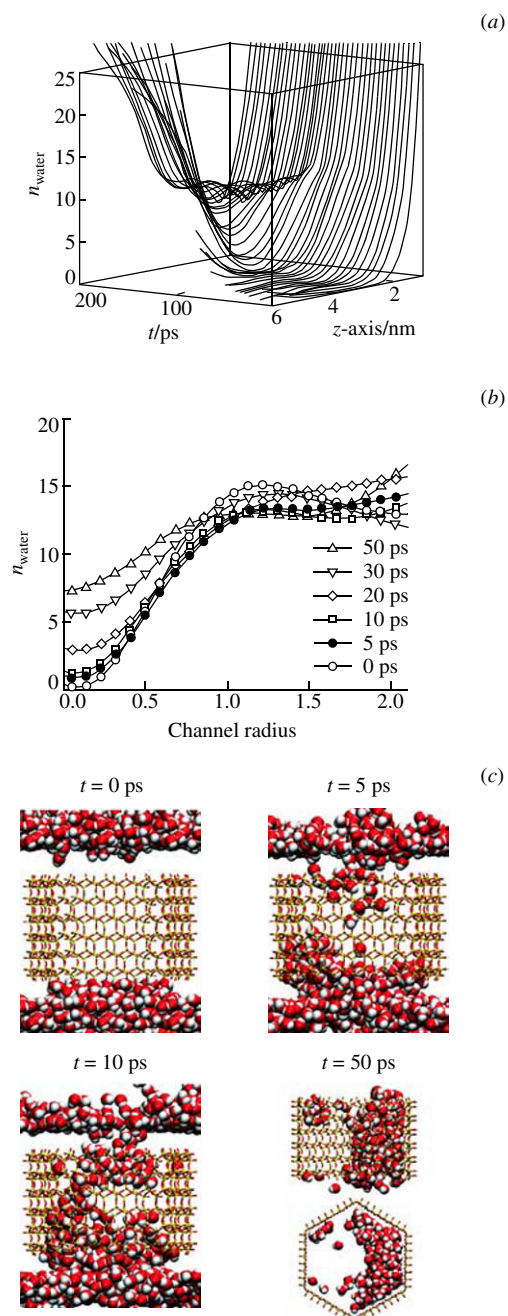 (a)
25
20
15
10
5
0
n_water
200
100
t/ps
6
4
2
z-axis/nm
(b)
20
15
10
5
0
n_water
50 ps
30 ps
20 ps
10 ps
5 ps
0 ps
0.0 0.5 1.0 1.5 2.0
Channel radius
(c)
t = 0 ps
t = 5 ps
t = 10 ps
t = 50 ps